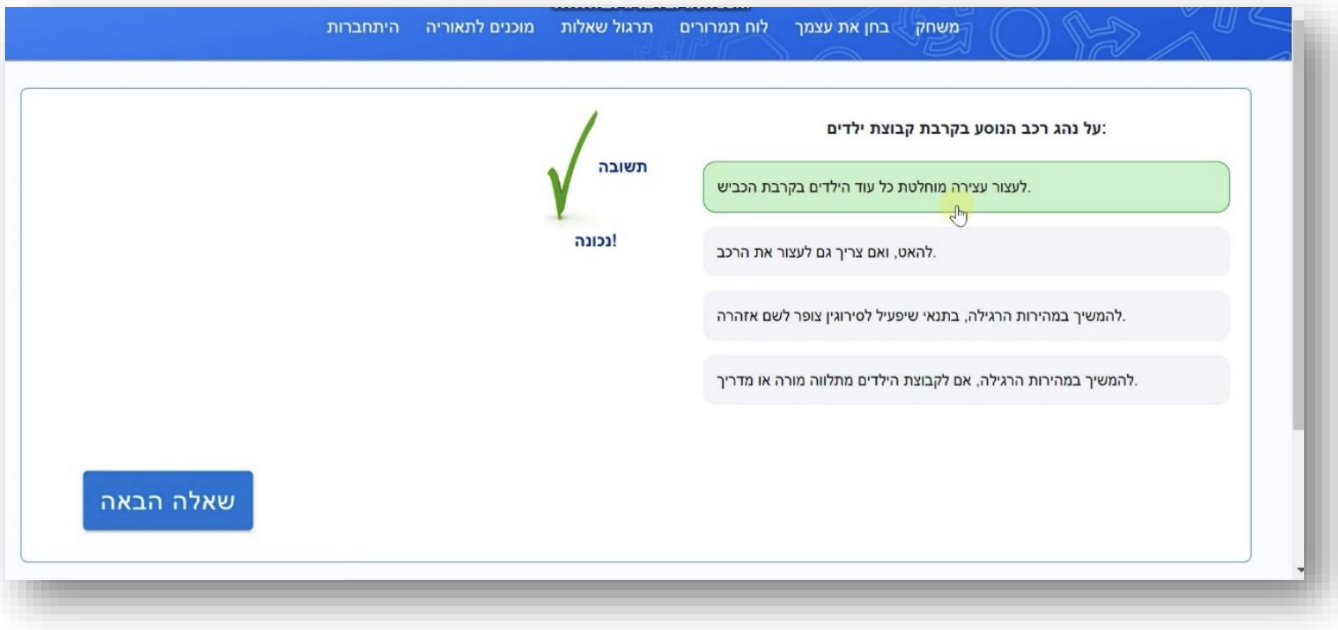 משחק בחן את עצמך לוח תמרורים תרגול שאלות מוכנים לתאוריה היתחברות
על נהג רכב הנוסע בקרבת קבוצת ילדים:
לעצור עצירה מוחלטת כל עוד הילדים בקרבת הכביש.
להאט, ואם צריך גם לעצור את הרכב.
להמשיך במהירות הרגילה, בתנאי שיפעיל לסירוגין צופר לשם אזהרה.
להמשיך במהירות הרגילה, אם לקבוצת הילדים מתלווה מורה או מדריך.
תשובה
נכונה!
שאלה הבאה